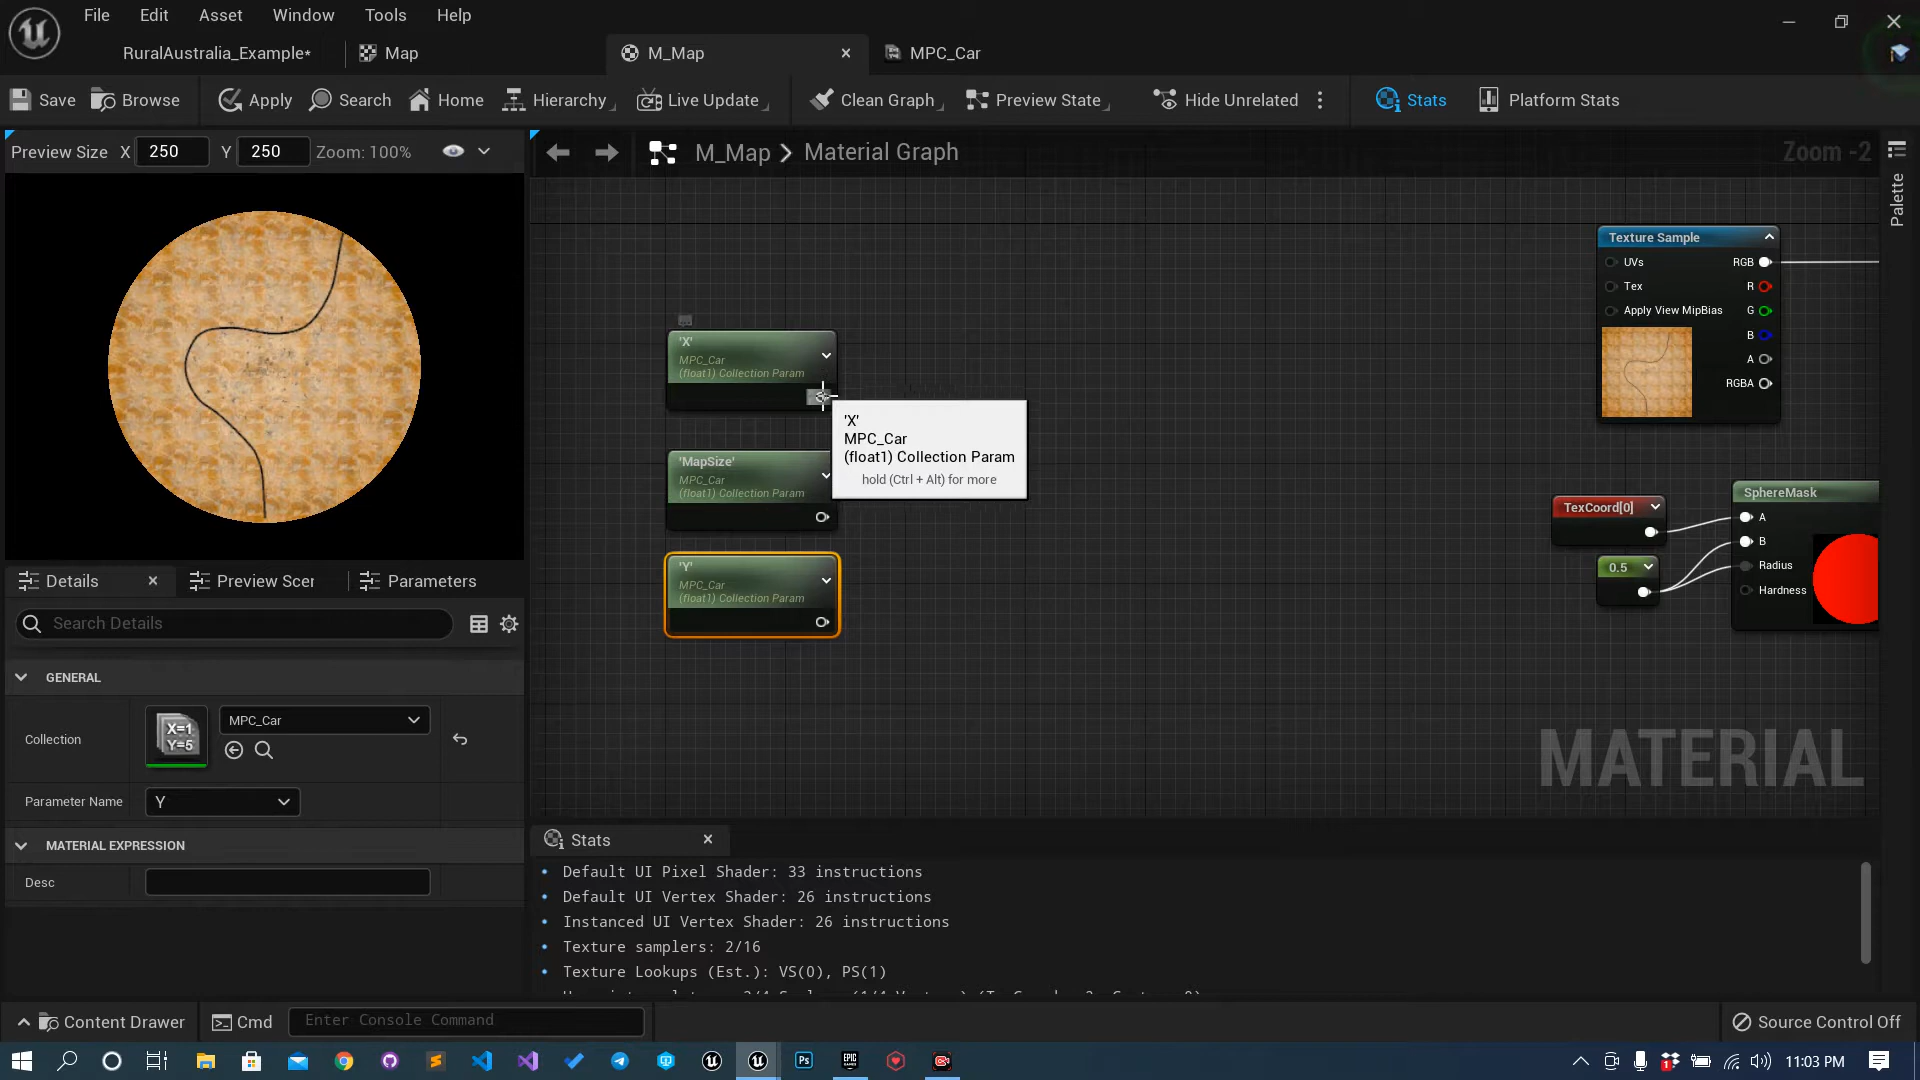 File Edit Asset Window Tools Help
RuralAustralia_Example* Map M_Map MPC_Car
Save Browse Apply Search Home Hierarchy Live Update Clean Graph Preview State Hide Unrelated Stats Platform Stats
Preview Size X 250 Y 250 Zoom: 100%
M_Map Material Graph Zoom -2
Palette
Texture Sample
UVs RGB
Tex R
Apply View MipBias G
B
A
RGBA
'X'
MPC_Car
(float1) Collection Param
'X'
MPC_Car
(float1) Collection Param
hold (Ctrl + Alt) for more
'MapSize'
MPC_Car
(float1) Collection Param
'Y'
MPC_Car
(float1) Collection Param
TexCoord[0]
0.5
SphereMask
A
B
Radius
Hardness
MATERIAL
Details Preview Scer Parameters
Search Details
GENERAL
Collection X=1 Y=5 MPC_Car
Parameter Name Y
MATERIAL EXPRESSION
Desc
Stats
Default UI Pixel Shader: 33 instructions
Default UI Vertex Shader: 26 instructions
Instanced UI Vertex Shader: 26 instructions
Texture samplers: 2/16
Texture Lookups (Est.): VS(0), PS(1)
Content Drawer Cmd Enter Console Command Source Control Off
Ps EPIC GAMES 11:03 PM